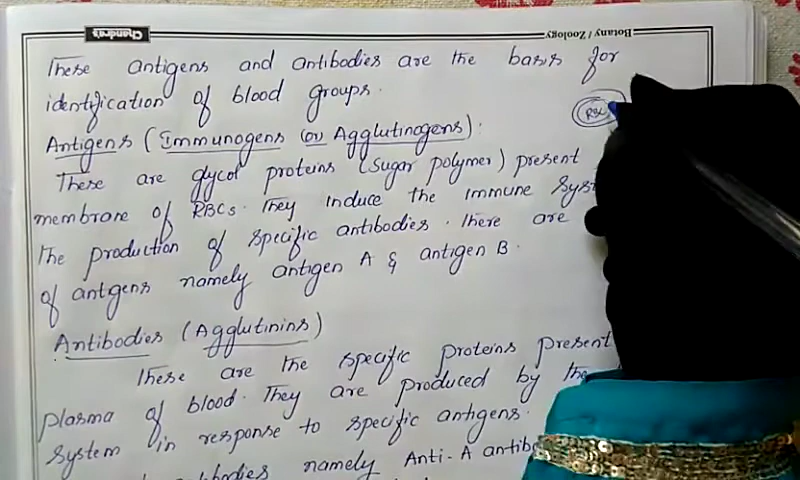 Botany / Zoology
Chandra's
These antigens and antibodies are the basis for
identification of blood groups.
RBC
Antigens (Immunogens (or) Agglutinogens):
These are glycol proteins (Sugar polymer) present
membrane of RBCs. They induce the immune Syst
the production of specific antibodies. There are
of antigens namely antigen A & antigen B.
Antibodies (Agglutinins)
These are the specific proteins present
plasma of blood. They are produced by the
System in response to specific antigens.
namely Anti-A antib